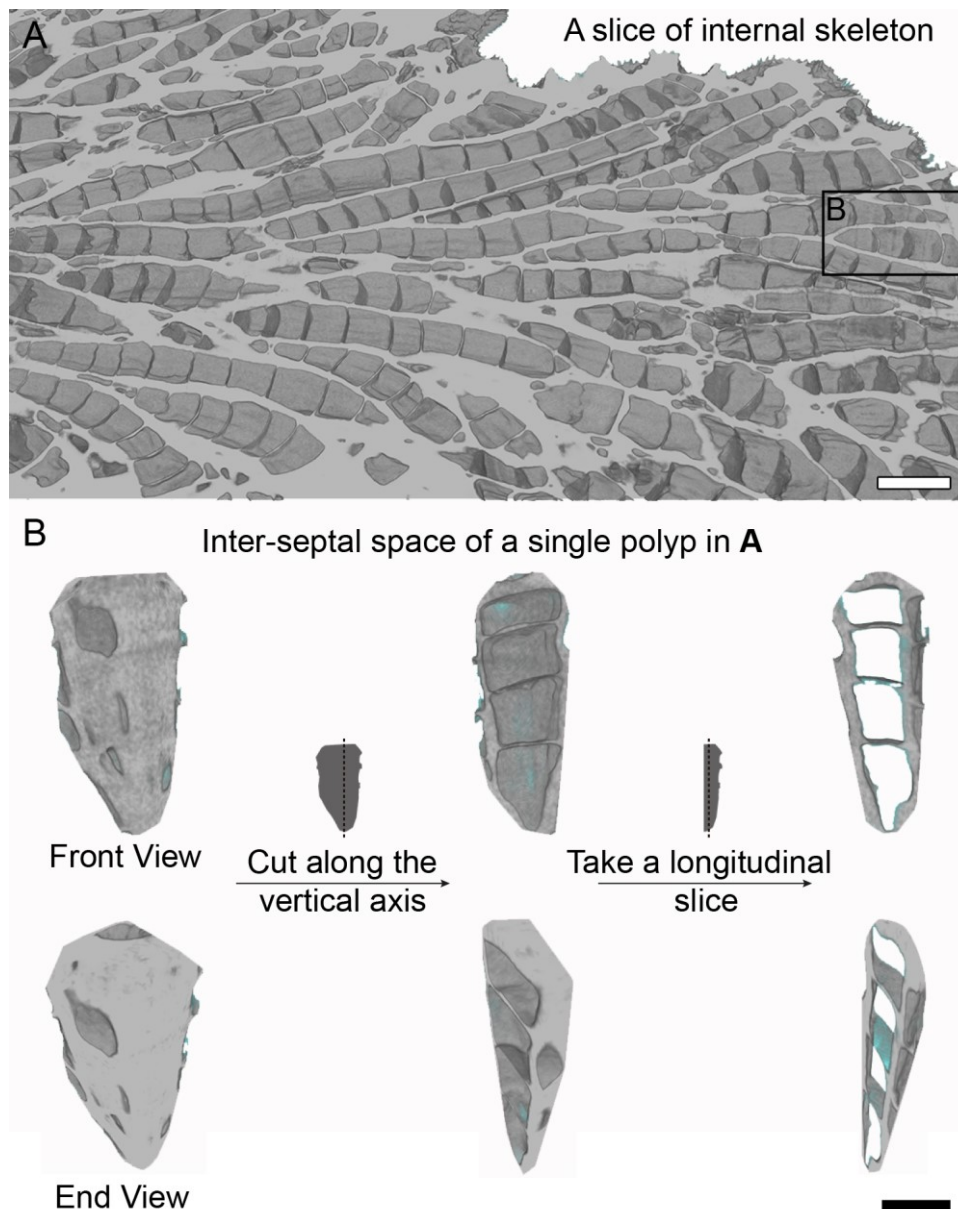 A
A slice of internal skeleton
B
B
Inter-septal space of a single polyp in A
Front View
Cut along the
vertical axis
Take a longitudinal
slice
End View